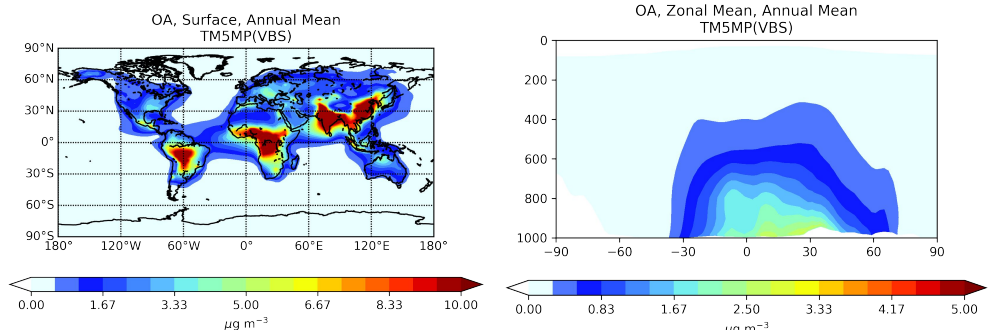 OA, Surface, Annual Mean
TM5MP(VBS)
90°N
60°N
30°N
0°
30°S
60°S
90°S
180° 120°W 60°W 0° 60°E 120°E 180°
0.00 1.67 3.33 5.00 6.67 8.33 10.00
μg m⁻³
OA, Zonal Mean, Annual Mean
TM5MP(VBS)
0
200
400
600
800
1000
−90 −60 −30 0 30 60 90
0.00 0.83 1.67 2.50 3.33 4.17 5.00
μg m⁻³